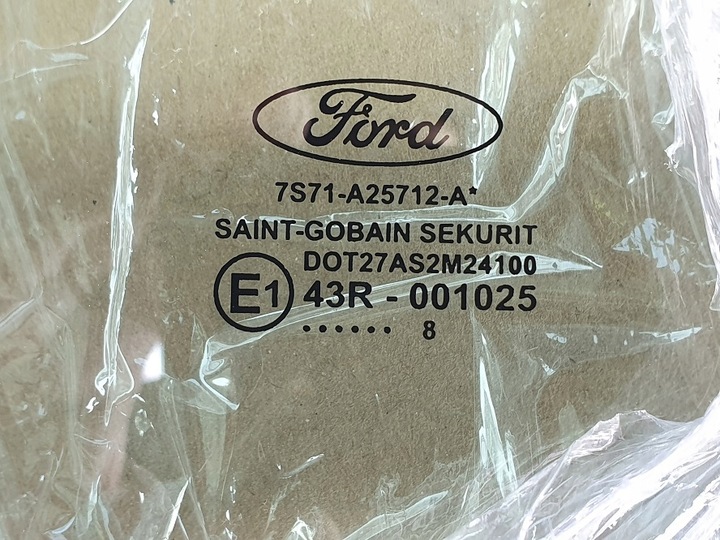 Ford
7S71-A25712-A*
SAINT-GOBAIN SEKURIT
DOT27AS2M24100
E1 43R - 001025
...... 8